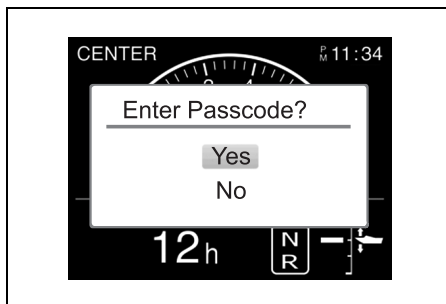 CENTER PM 11:34
Enter Passcode?
Yes
No
12h N
R